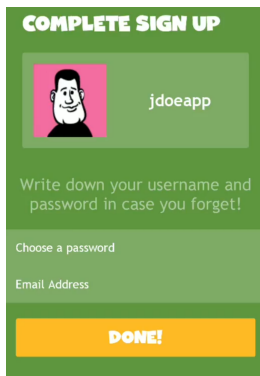 COMPLETE SIGN UP
jdoeapp
Write down your username and
password in case you forget!
Choose a password
Email Address
DONE!